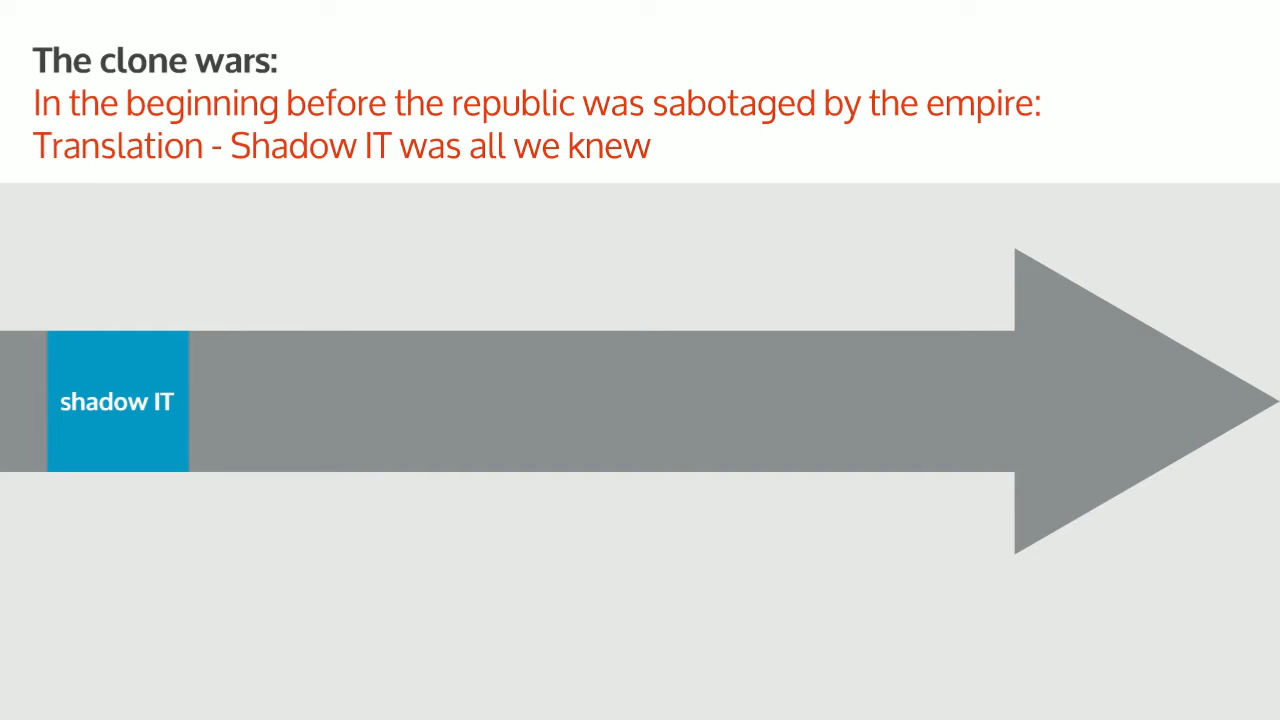 The clone wars:
In the beginning before the republic was sabotaged by the empire:
Translation - Shadow IT was all we knew
shadow IT